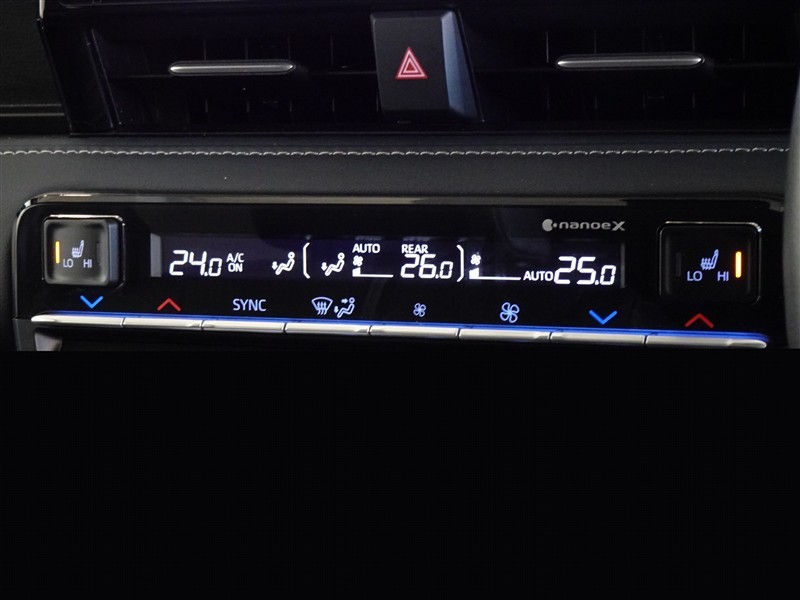 nanoeX
24.0 A/C ON AUTO REAR 26.0 AUTO 25.0
LO HI
LO HI
SYNC